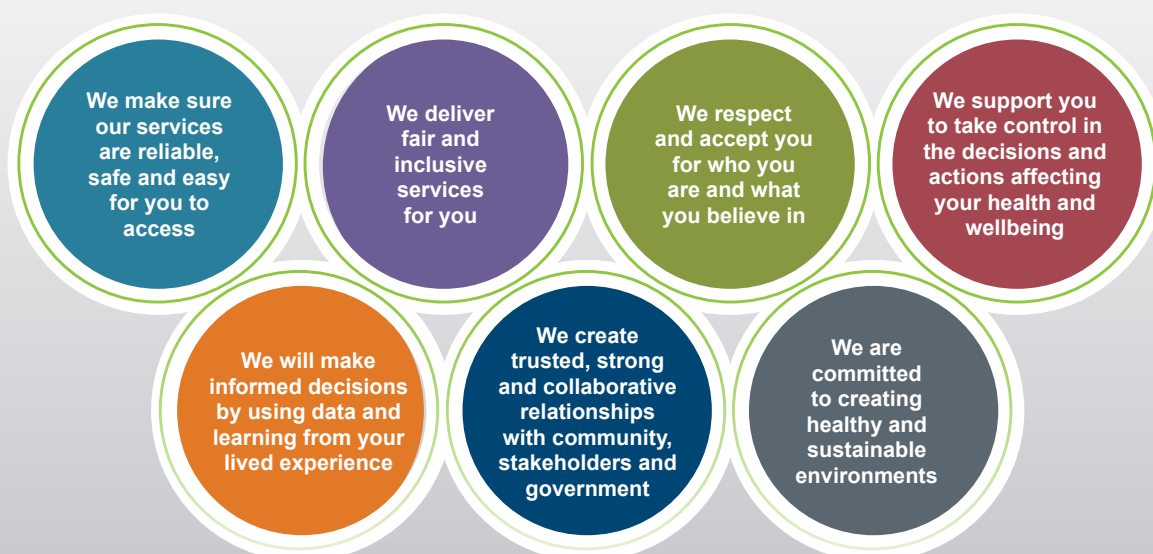 We make sure
our services
are reliable,
safe and easy
for you to
access
We deliver
fair and
inclusive
services
for you
We respect
and accept you
for who you
are and what
you believe in
We support you
to take control in
the decisions and
actions affecting
your health and
wellbeing
We will make
informed decisions
by using data and
learning from your
lived experience
We create
trusted, strong
and collaborative
relationships
with community,
stakeholders and
government
We are
committed
to creating
healthy and
sustainable
environments